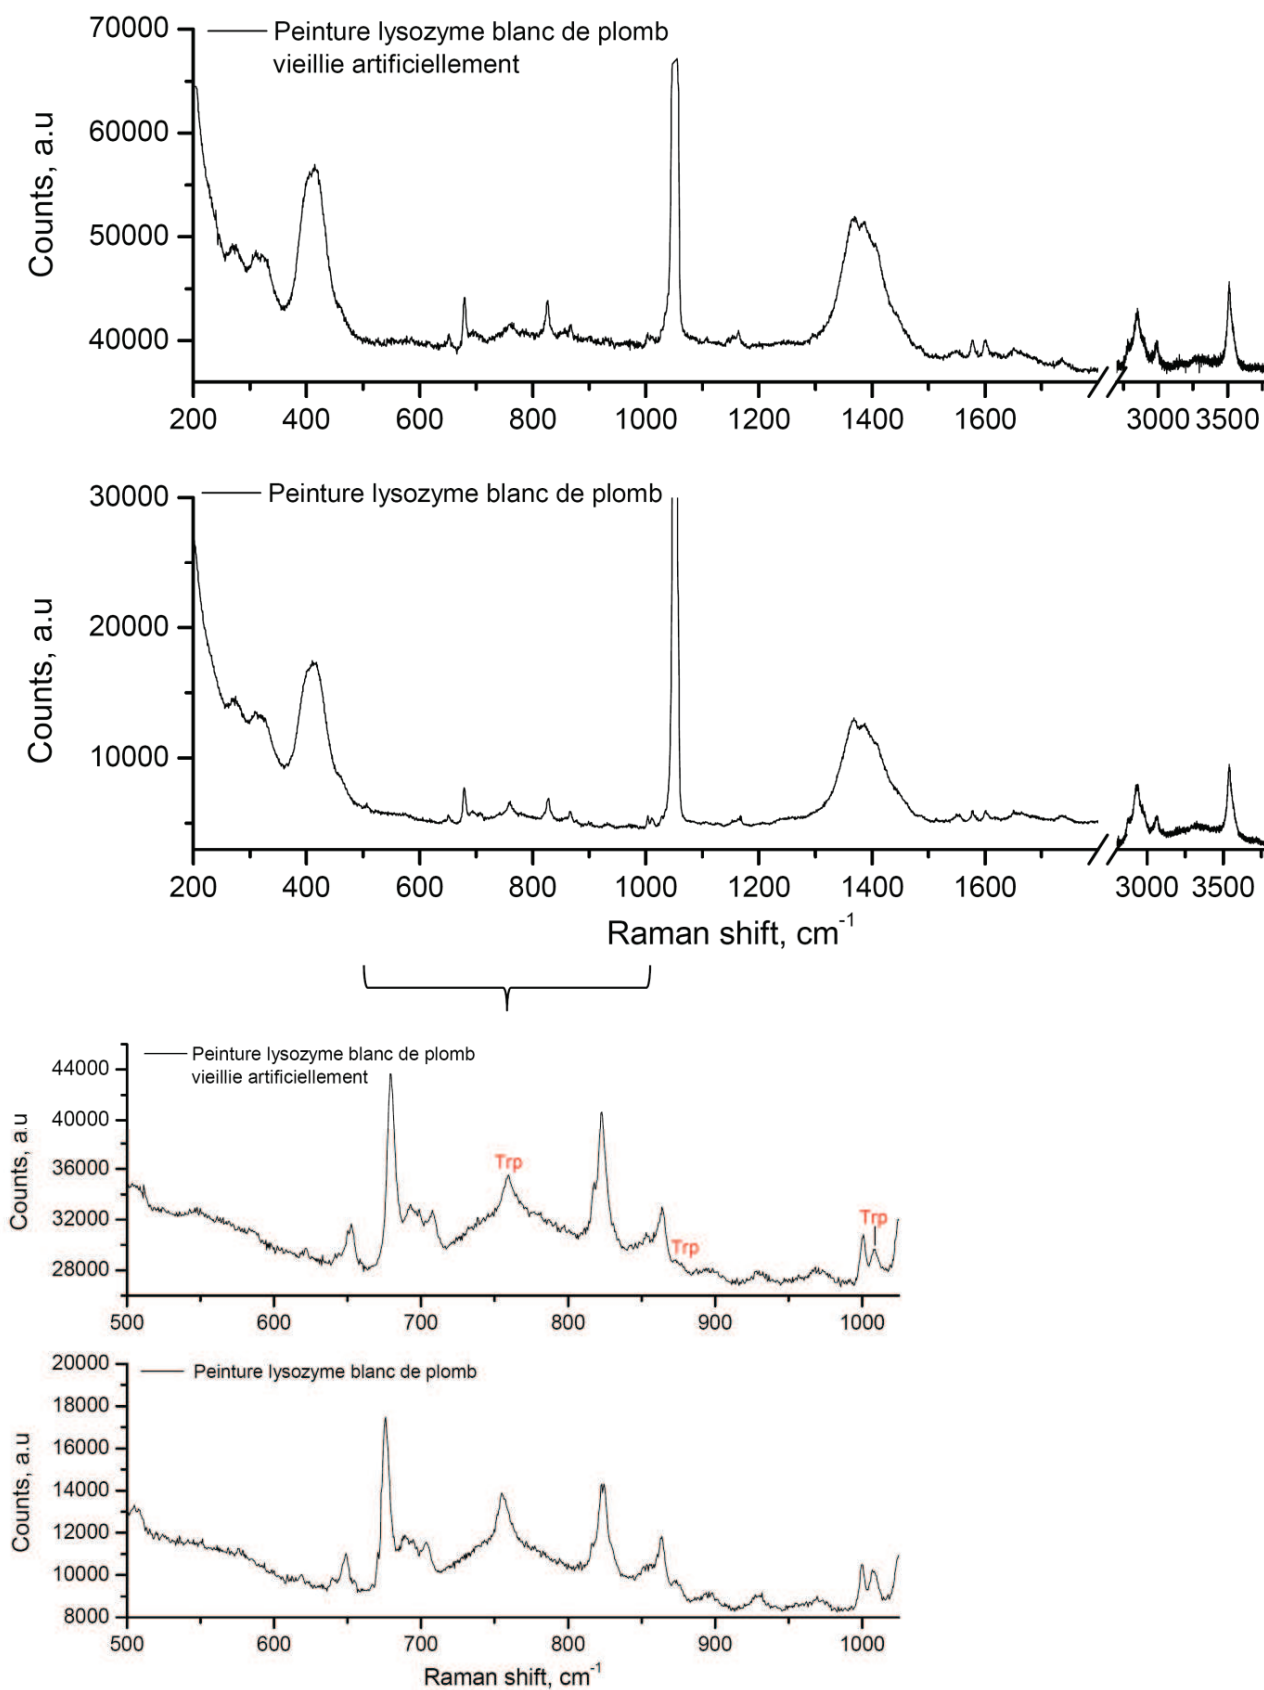 Peinture lysozyme blanc de plomb
vieillie artificiellement
Counts, a.u
70000
60000
50000
40000
200 400 600 800 1000 1200 1400 1600 3000 3500
Peinture lysozyme blanc de plomb
Counts, a.u
30000
20000
10000
200 400 600 800 1000 1200 1400 1600 3000 3500
Raman shift, cm-1
Peinture lysozyme blanc de plomb
vieillie artificiellement
Counts, a.u
44000
40000
36000
32000
28000
Trp
Trp
Trp
500 600 700 800 900 1000
Peinture lysozyme blanc de plomb
Counts, a.u
20000
18000
16000
14000
12000
10000
8000
500 600 700 800 900 1000
Raman shift, cm-1